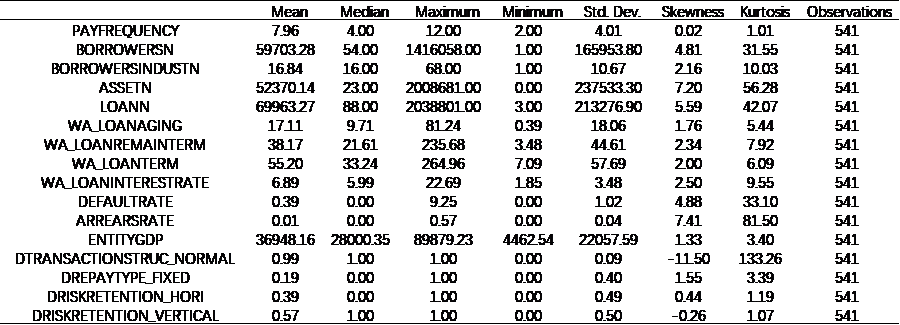 Mean Median Maximum Minimum Std. Dev. Skewness Kurtosis Observations
PAYFREQUENCY 7.96 4.00 12.00 2.00 4.01 0.02 1.01 541
BORROWERSN 59703.28 54.00 1416058.00 1.00 165953.80 4.81 31.55 541
BORROWERSINDUSTN 16.84 16.00 68.00 1.00 10.67 2.16 10.03 541
ASSETN 52370.14 23.00 2008681.00 0.00 237533.30 7.20 56.28 541
LOANN 69963.27 88.00 2038801.00 3.00 213276.90 5.59 42.07 541
WA_LOANAGING 17.11 9.71 81.24 0.39 18.06 1.76 5.44 541
WA_LOANREMAINTERM 38.17 21.61 235.68 3.48 44.61 2.34 7.92 541
WA_LOANTERM 55.20 33.24 264.96 7.09 57.69 2.00 6.09 541
WA_LOANINTERESTRATE 6.89 5.99 22.69 1.85 3.48 2.50 9.55 541
DEFAULTRATE 0.39 0.00 9.25 0.00 1.02 4.88 33.10 541
ARREARSRATE 0.01 0.00 0.57 0.00 0.04 7.41 81.50 541
ENTITYGDP 36948.16 28000.35 89879.23 4462.54 22057.59 1.33 3.40 541
DTRANSACTIONSTRUC_NORMAL 0.99 1.00 1.00 0.00 0.09 -11.50 133.26 541
DREPAYTYPE_FIXED 0.19 0.00 1.00 0.00 0.40 1.55 3.39 541
DRISKRETENTION_HORI 0.39 0.00 1.00 0.00 0.49 0.44 1.19 541
DRISKRETENTION_VERTICAL 0.57 1.00 1.00 0.00 0.50 -0.26 1.07 541